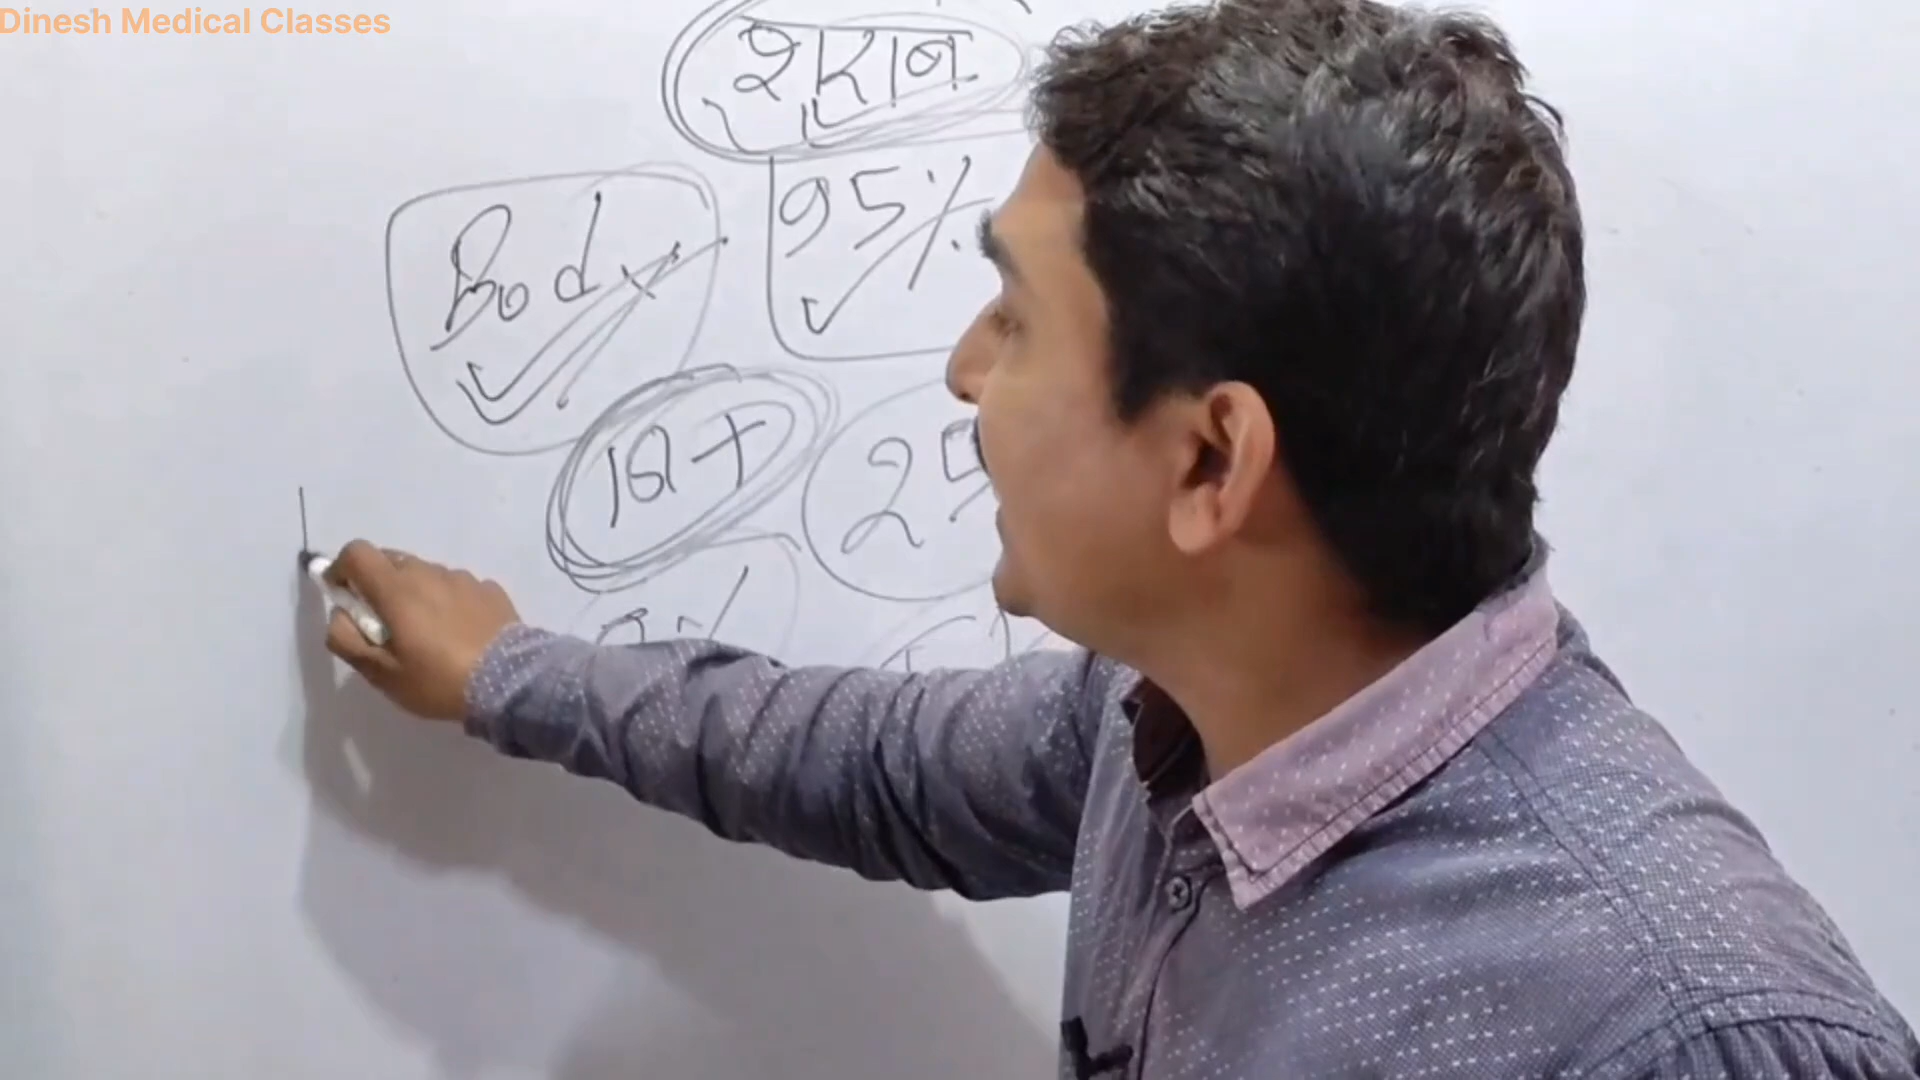 Dinesh Medical Classes
शराब
95%
Body
18+
25